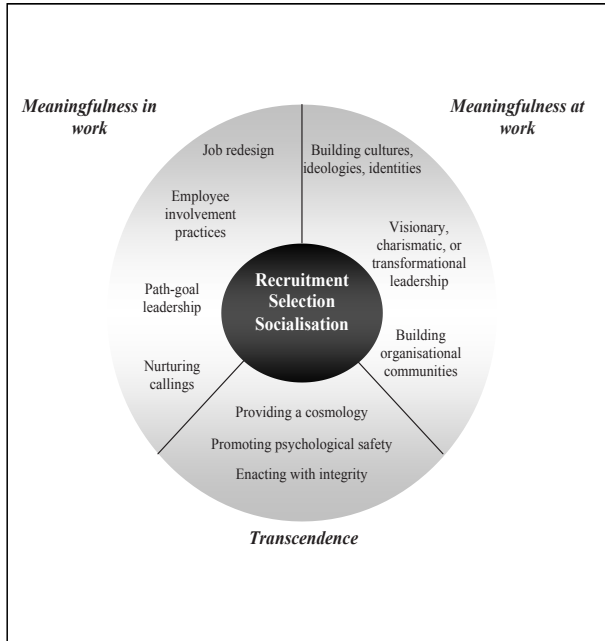 Meaningfulness in
work
Meaningfulness at
work
Job redesign
Employee
involvement
practices
Path-goal
leadership
Nurturing
callings
Building cultures,
ideologies, identities
Visionary,
charismatic, or
transformational
leadership
Building
organisational
communities
Recruitment
Selection
Socialisation
Providing a cosmology
Promoting psychological safety
Enacting with integrity
Transcendence